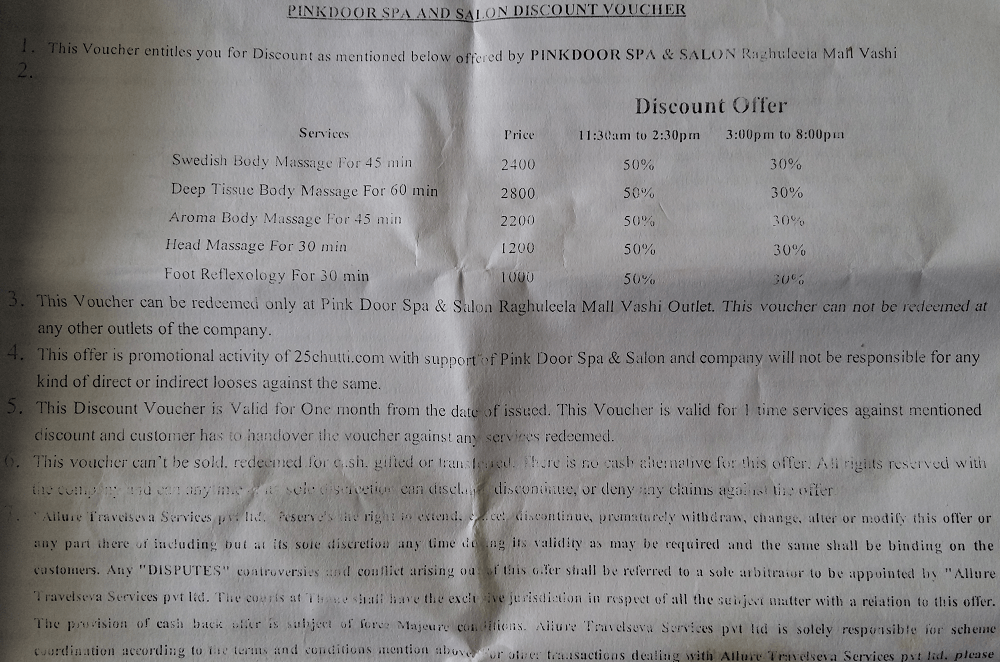 PINKDOOR SPA AND SALON DISCOUNT VOUCHER
1. This Voucher entitles you for Discount as mentioned below offered by PINKDOOR SPA & SALON Raghuleela Mall Vashi
2.
Discount Offer
Services Price 11:30am to 2:30pm 3:00pm to 8:00pm
Swedish Body Massage For 45 min 2400 50% 30%
Deep Tissue Body Massage For 60 min 2800 50% 30%
Aroma Body Massage For 45 min 2200 50% 30%
Head Massage For 30 min 1200 50% 30%
Foot Reflexology For 30 min 1000 50% 30%
3. This Voucher can be redeemed only at Pink Door Spa & Salon Raghuleela Mall Vashi Outlet. This voucher can not be redeemed at
any other outlets of the company.
4. This offer is promotional activity of 25chutti.com with support of Pink Door Spa & Salon and company will not be responsible for any
kind of direct or indirect looses against the same.
5. This Discount Voucher is Valid for One month from the date of issued. This Voucher is valid for 1 time services against mentioned
discount and customer has to handover the voucher against any services redeemed.
6. This voucher can't be sold, redeemed for cash, gifted or transferred. There is no cash alternative for this offer. All rights reserved with
the company and can any time at its sole discretion can disclaim, discontinue, or deny any claims against the offer
7. "Allure Travelseva Services pvt ltd. Reserve's the right to extend, discontinue, prematurely withdraw, change, alter or modify this offer or
any part there of including but at its sole discretion any time during its validity as may be required and the same shall be binding on the
customers. Any "DISPUTES" controversies and conflict arising out of this offer shall be referred to a sole arbitrator to be appointed by "Allure
Travelseva Services pvt ltd. The courts at Thane shall have the exclusive jurisdiction in respect of all the subject matter with a relation to this offer.
The provision of cash back offer is subject of force Majeure conditions. Allure Travelseva Services pvt ltd is solely responsible for scheme
coordination according to the terms and conditions mention above. For other transactions dealing with Allure Travelseva Services pvt ltd. please